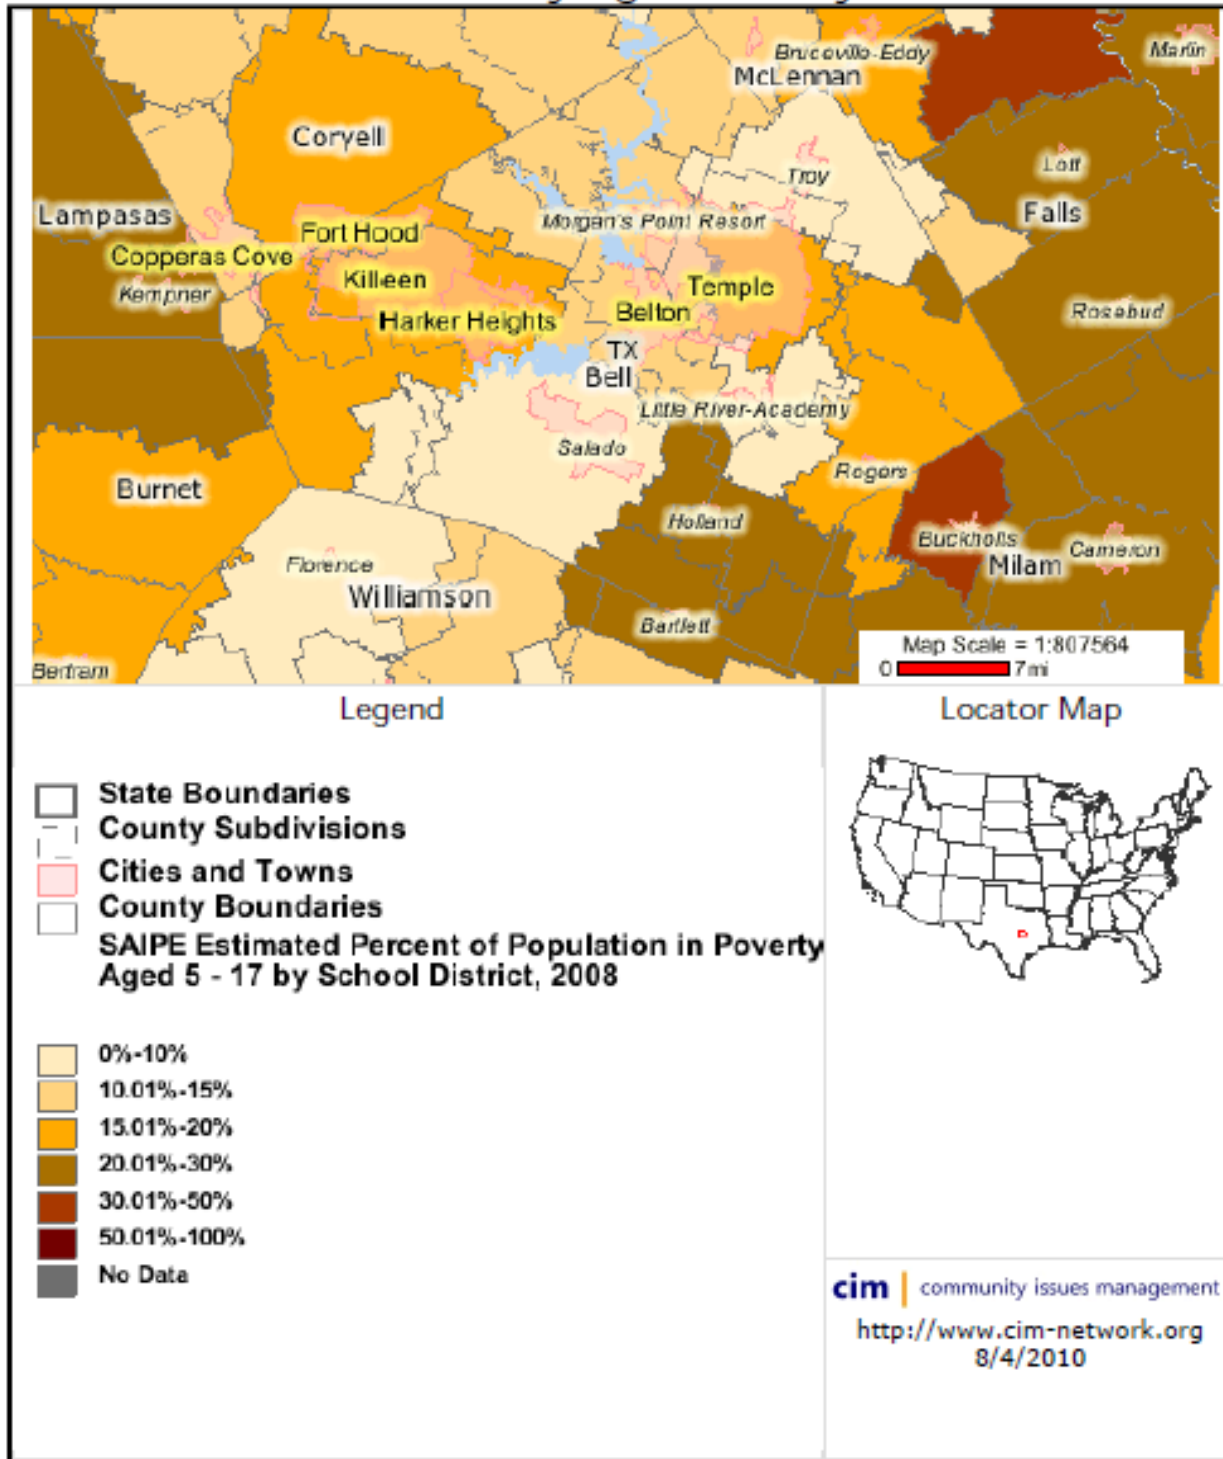 Bruceville-Eddy
Marlin
McLennan
Coryell
Lott
Troy
Lampasas
Falls
Morgan's Point Resort
Fort Hood
Copperas Cove
Killeen
Temple
Kempner
Rosebud
Belton
Harker Heights
TX
Bell
Little River-Academy
Salado
Rogers
Burnet
Holland
Buckholts
Cameron
Florence
Milam
Williamson
Bartlett
Map Scale = 1:807564
Bertram
0 7 mi
Legend
Locator Map
State Boundaries
County Subdivisions
Cities and Towns
County Boundaries
SAIPE Estimated Percent of Population in Poverty
Aged 5 - 17 by School District, 2008
0%-10%
10.01%-15%
15.01%-20%
20.01%-30%
30.01%-50%
50.01%-100%
No Data
cim | community issues management
http://www.cim-network.org
8/4/2010